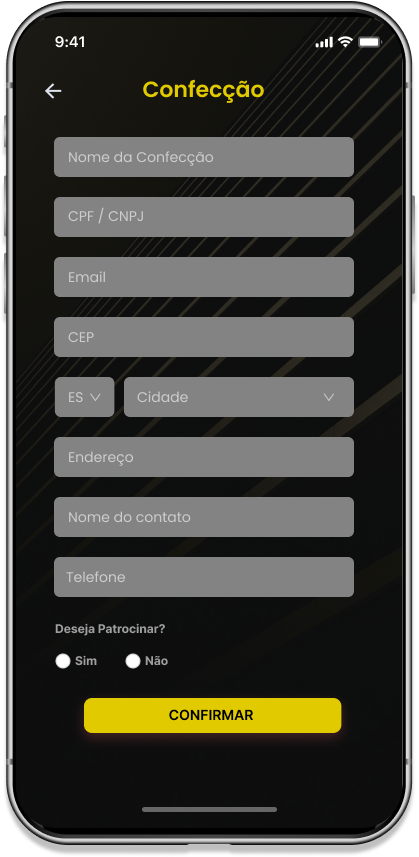 9:41
Confecção
Nome da Confecção
CPF / CNPJ
Email
CEP
ES Cidade
Endereço
Nome do contato
Telefone
Deseja Patrocinar?
Sim Não
CONFIRMAR